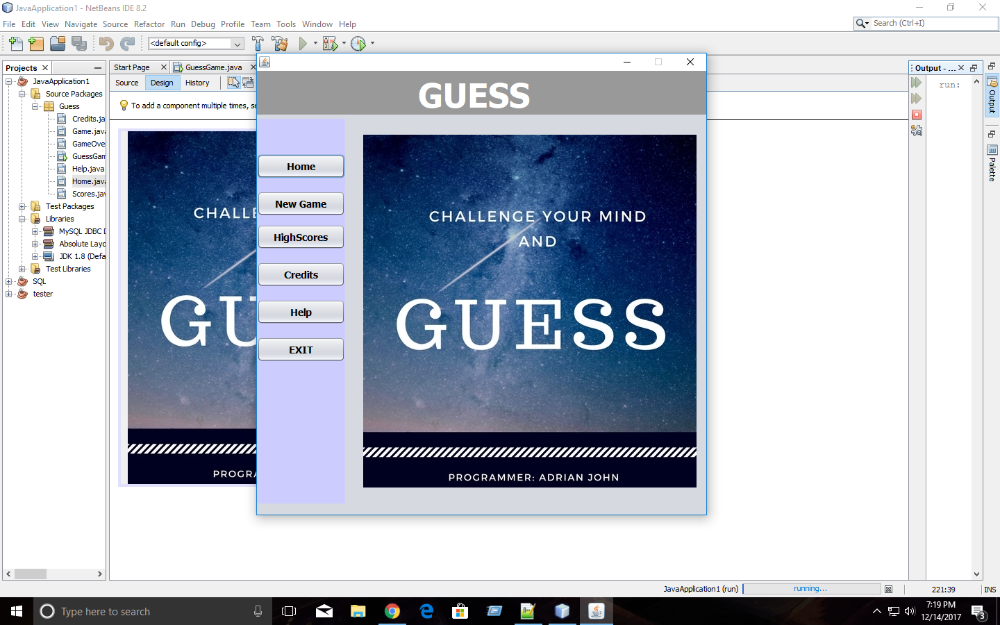 JavaApplication1 - NetBeans IDE 8.2
File Edit View Navigate Source Refactor Run Debug Profile Team Tools Window Help
Search (Ctrl+I)
<default config>
Projects
JavaApplication1
Source Packages
Guess
Credits.ja
Game.java
GameOve
GuessGam
Help.java
Home.java
Scores.jav
Test Packages
Libraries
MySQL JDBC D
Absolute Layo
JDK 1.8 (Defa
Test Libraries
SQL
tester
Start Page
GuessGame.java
Source Design History
To add a component multiple times, se
CHALLE
GU
PROGRA
GUESS
Home
New Game
HighScores
Credits
Help
EXIT
CHALLENGE YOUR MIND
AND
GUESS
PROGRAMMER: ADRIAN JOHN
Output - ...
run:
Output
Palette
JavaApplication1 (run)
running...
221:39
INS
Type here to search
7:19 PM
12/14/2017
3